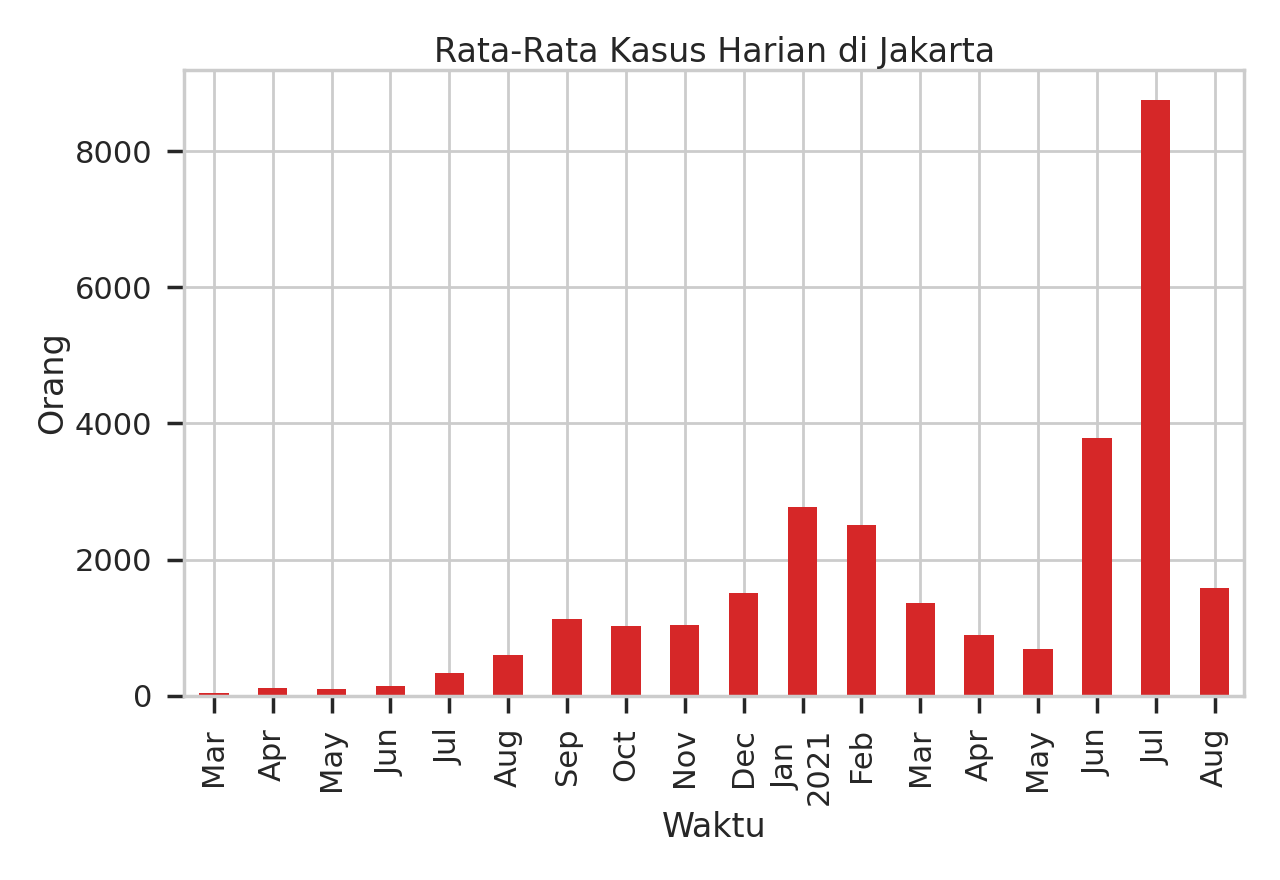 Rata-Rata Kasus Harian di Jakarta
8000
6000
4000
2000
0
Orang
Mar
Apr
May
Jun
Jul
Aug
Sep
Oct
Nov
Dec
Jan
2021
Feb
Mar
Apr
May
Jun
Jul
Aug
Waktu